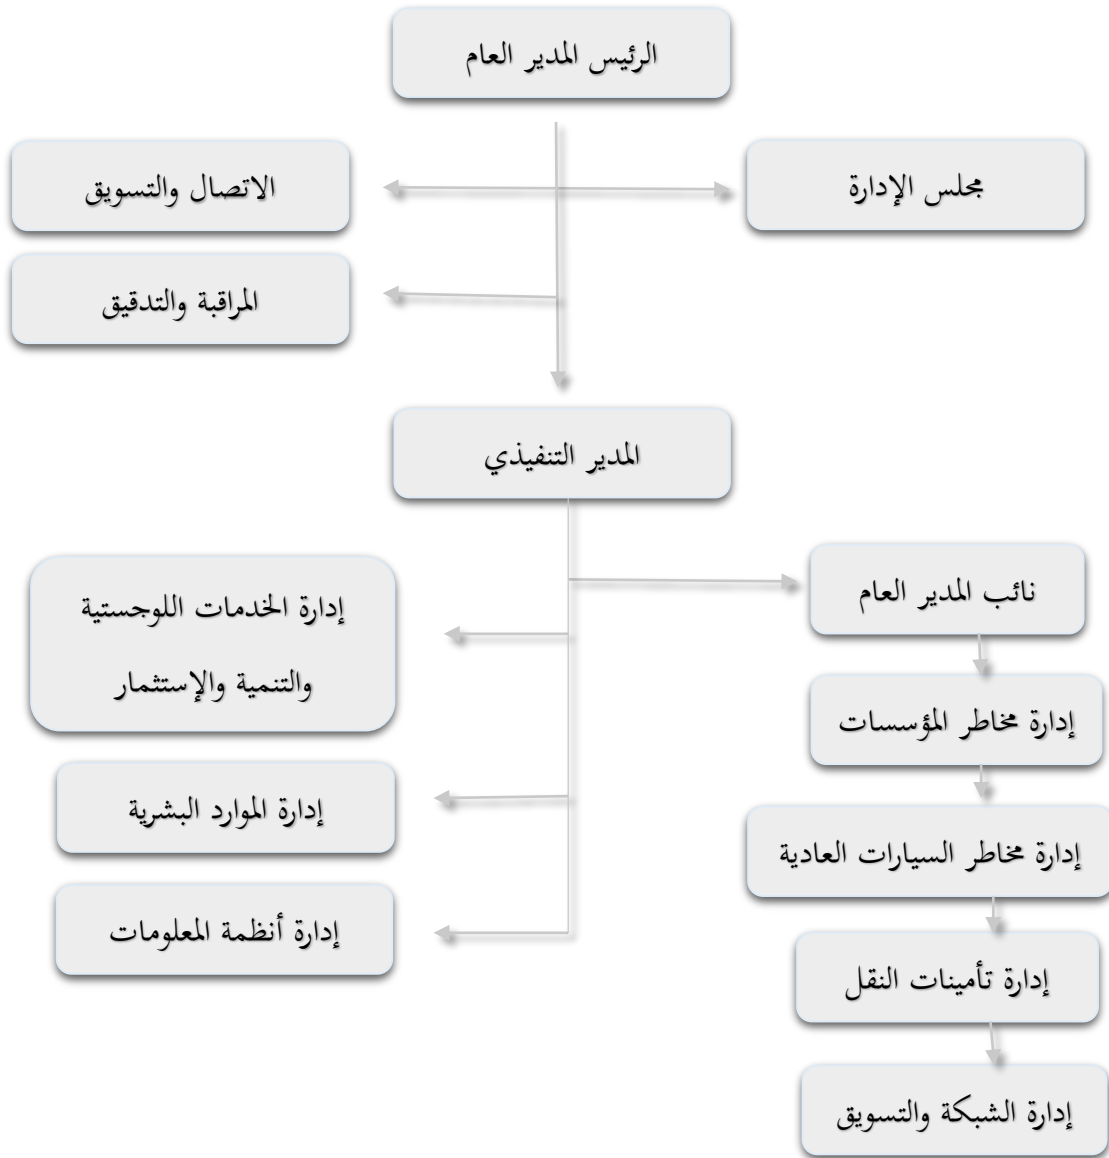 الرئيس المدير العام
مجلس الإدارة
الاتصال والتسويق
المراقبة والتدقيق
المدير التنفيذي
نائب المدير العام
إدارة الخدمات اللوجستية
والتنمية والإستثمار
إدارة مخاطر المؤسسات
إدارة الموارد البشرية
إدارة مخاطر السيارات العادية
إدارة أنظمة المعلومات
إدارة تأمينات النقل
إدارة الشبكة والتسويق